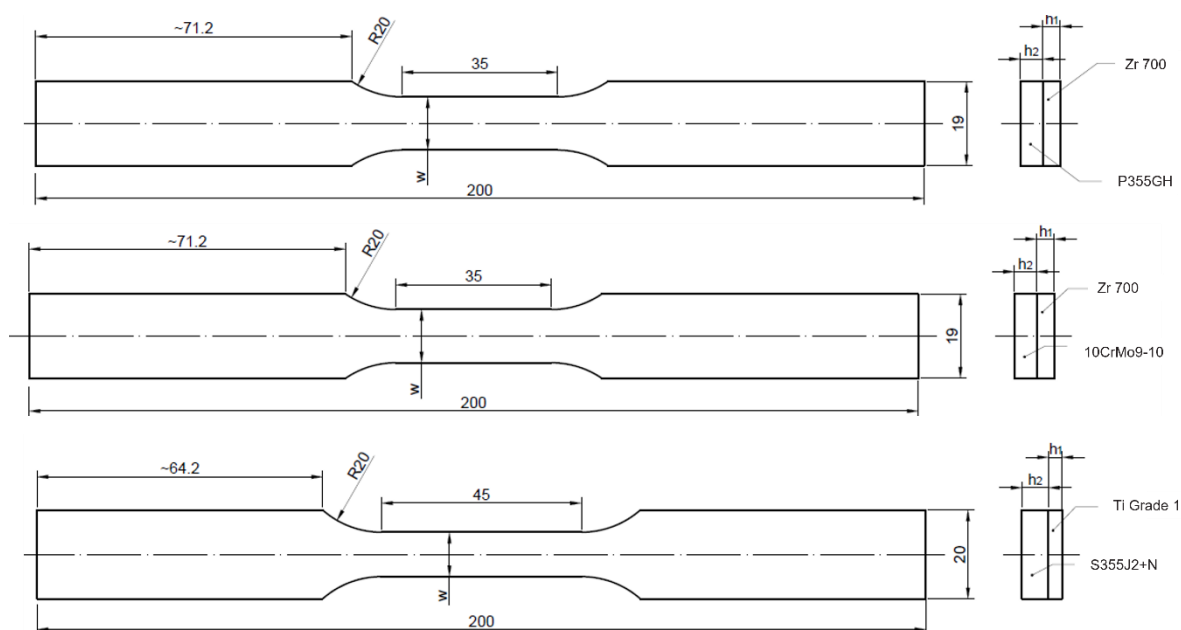 ~71.2
R20
35
h1
h2
Zr 700
19
w
P355GH
200
~71.2
R20
35
h1
h2
Zr 700
19
10CrMo9-10
w
200
~64.2
R20
45
h1
h2
Ti Grade 1
20
S355J2+N
w
200